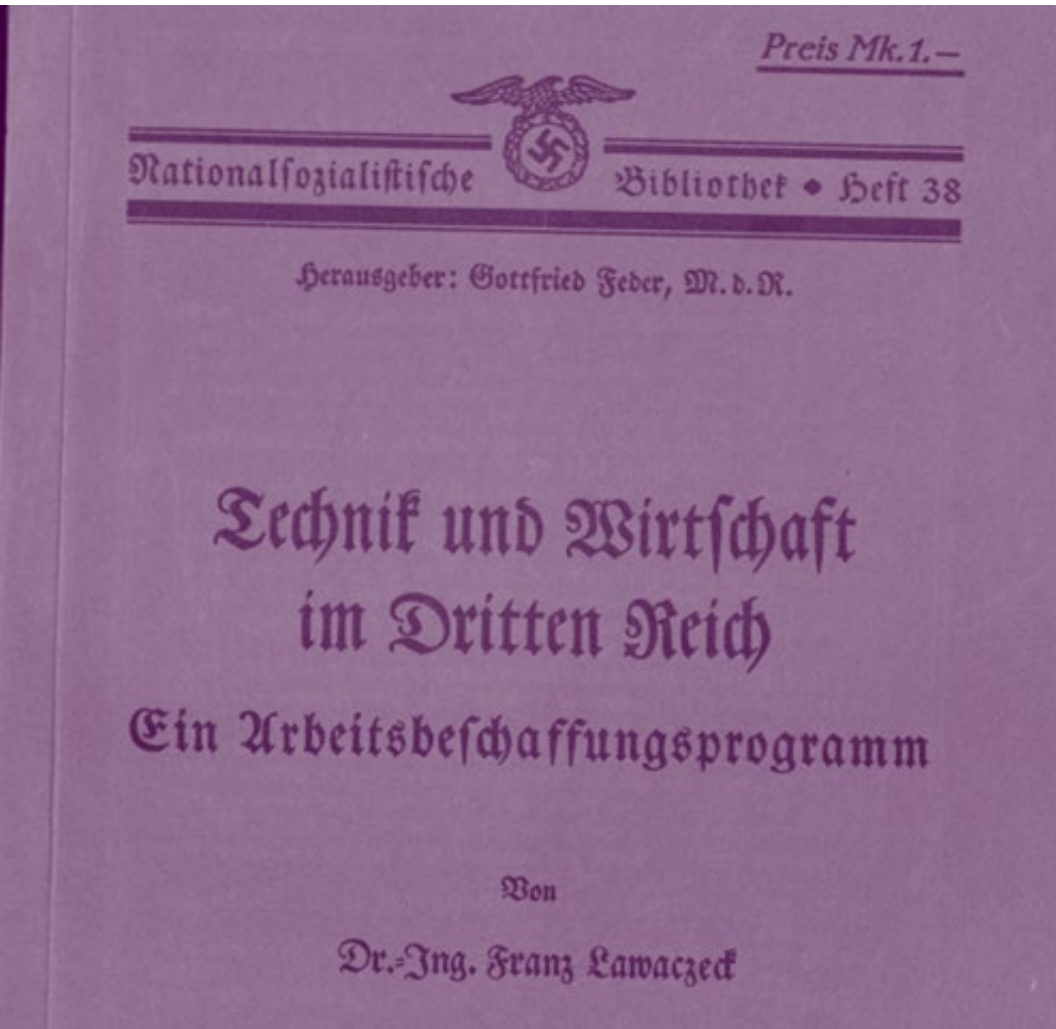 Preis Mk. 1.—
Nationalsozialistische Bibliothek ⬥ Heft 38
Herausgeber: Gottfried Feder, M. d. R.
Technik und Wirtschaft
im Dritten Reich
Ein Arbeitsbeschaffungsprogramm
Von
Dr.-Ing. Franz Lawaczeck